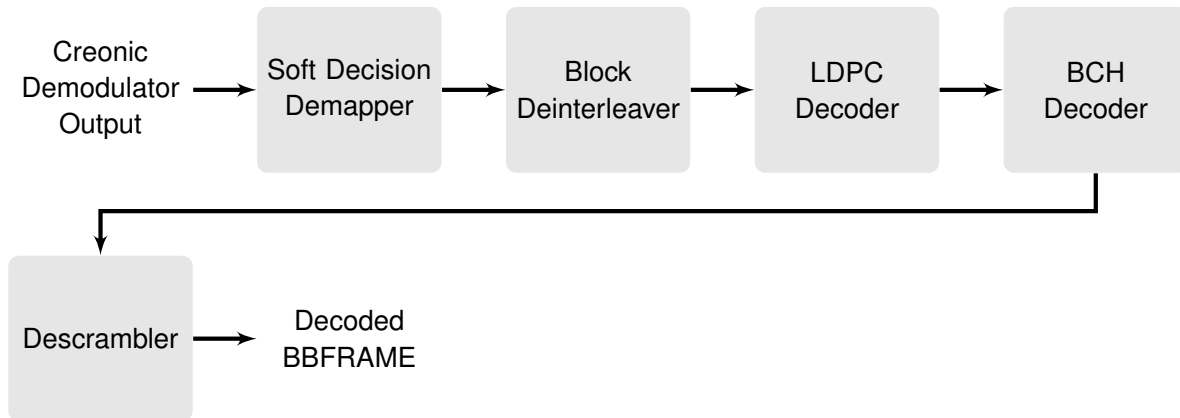 Creonic
Demodulator
Output
Soft Decision
Demapper
Block
Deinterleaver
LDPC
Decoder
BCH
Decoder
Descrambler
Decoded
BBFRAME